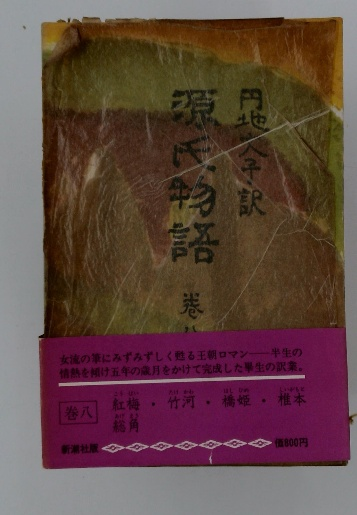 円地文子訳
源氏物語
巻八
女流の筆にみずみずしく甦る王朝ロマン――半生の
情熱を傾け五年の歳月をかけて完成した畢生の訳業。
巻八
紅梅・竹河・橋姫・椎本
総角
新潮社版
価800円